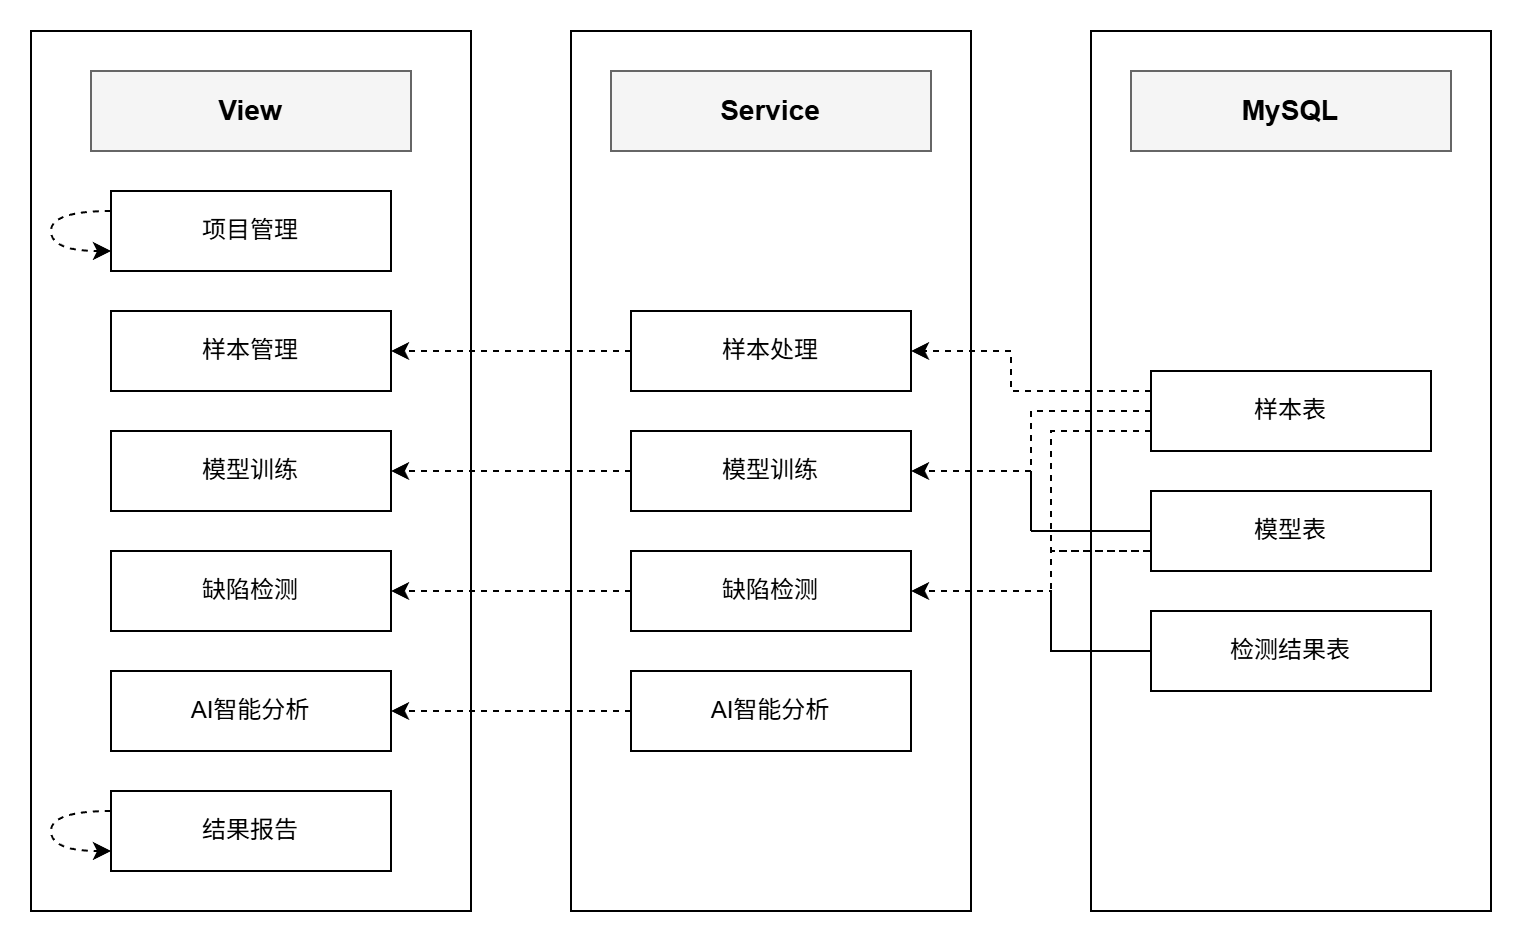 View
项目管理
样本管理
模型训练
缺陷检测
AI智能分析
结果报告
Service
样本处理
模型训练
缺陷检测
AI智能分析
MySQL
样本表
模型表
检测结果表